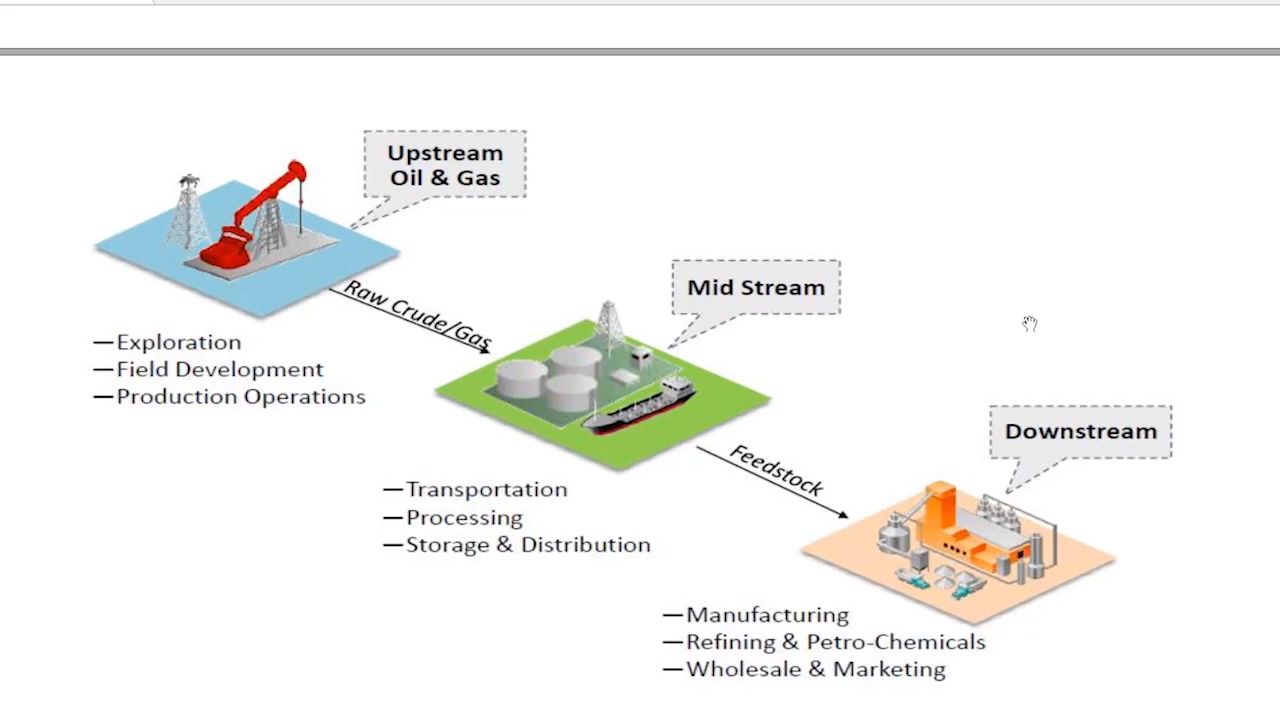 Upstream
Oil & Gas
Raw Crude/Gas
Mid Stream
—Exploration
—Field Development
—Production Operations
Feedstock
Downstream
—Transportation
—Processing
—Storage & Distribution
—Manufacturing
—Refining & Petro-Chemicals
—Wholesale & Marketing